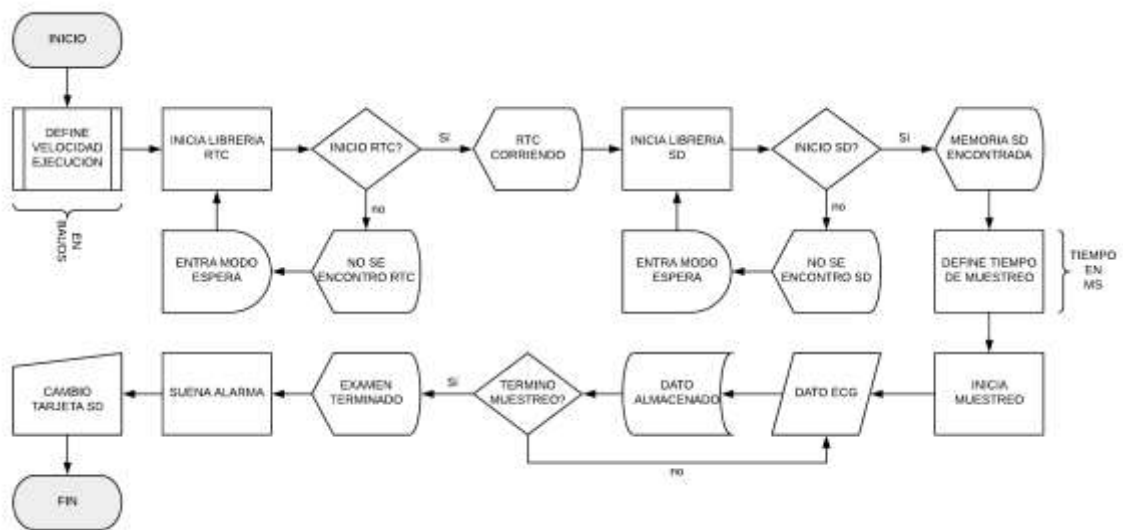 INICIO
DEFINE
VELOCIDAD
EJECUCION
EN
BAUDS
INICIA LIBRERIA
RTC
INICIO RTC?
SI
RTC
CORRIENDO
INICIA LIBRERIA
SD
INICIO SD?
SI
MEMORIA SD
ENCONTRADA
no
NO SE
ENCONTRO RTC
ENTRA MODO
ESPERA
no
NO SE
ENCONTRO SD
ENTRA MODO
ESPERA
DEFINE TIEMPO
DE MUESTREO
TIEMPO
EN
MS
INICIA
MUESTREO
DATO ECG
DATO
ALMACENADO
TERMINO
MUESTREO?
SI
no
EXAMEN
TERMINADO
SUENA ALARMA
CAMBIO
TARJETA SD
FIN